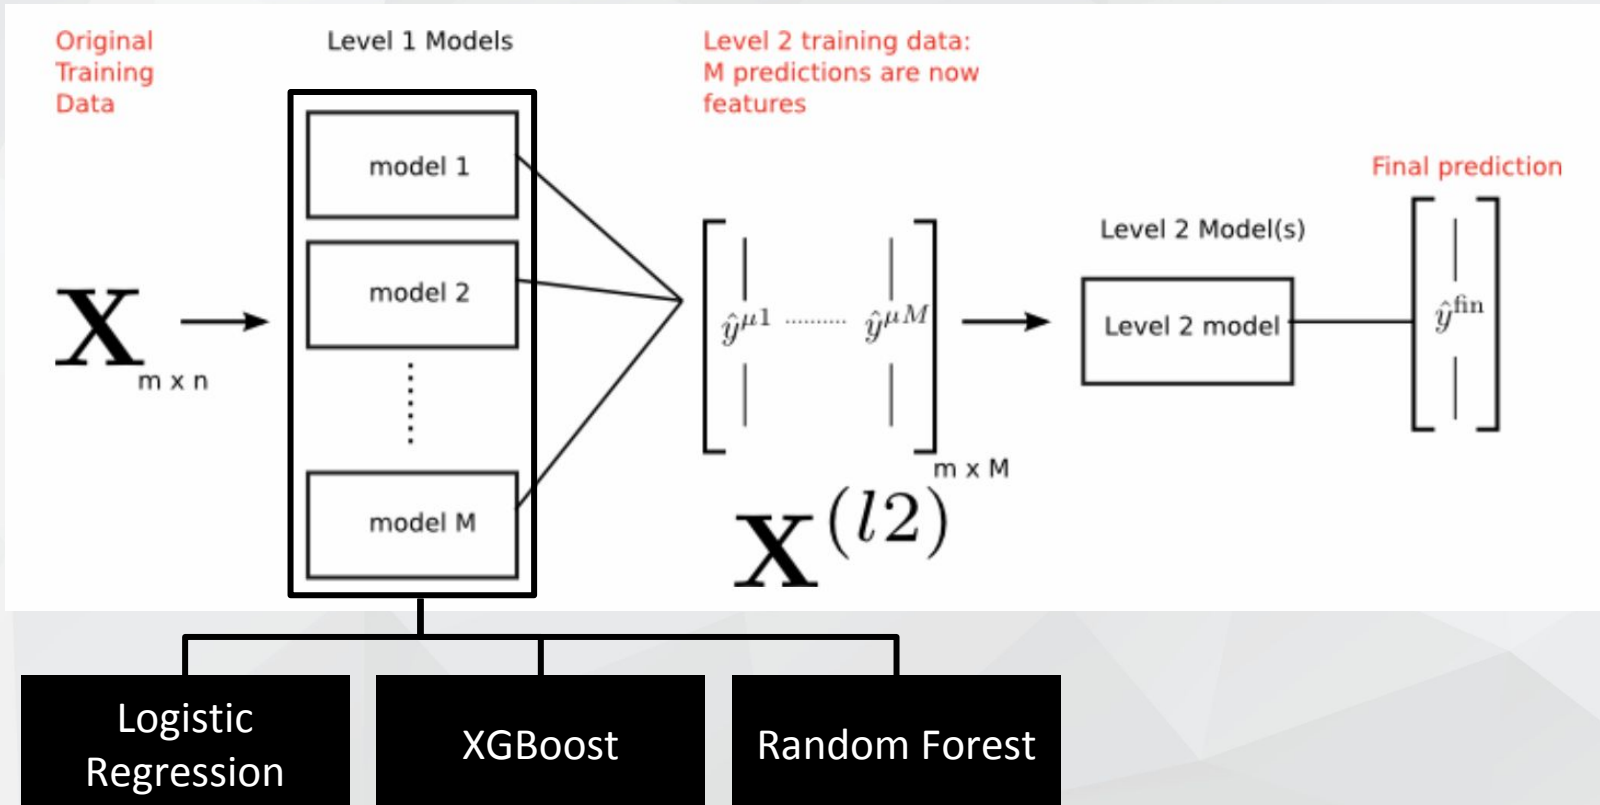 Original
Training
Data
Level 1 Models
model 1
model 2
model M
X
m x n
Level 2 training data:
M predictions are now
features
ŷ^{μ1} .......... ŷ^{μM}
m x M
X^{(l2)}
Level 2 Model(s)
Level 2 model
Final prediction
ŷ^{fin}
Logistic
Regression
XGBoost
Random Forest